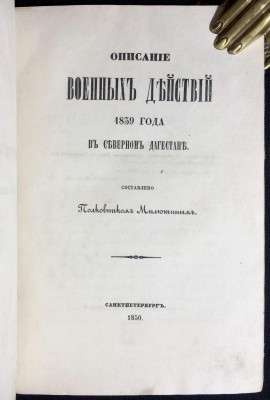 ОПИСАНІЕ
ВОЕННЫХЪ ДѢЙСТВІЙ
1839 ГОДА
ВЪ СѢВЕРНОМЪ ДАГЕСТАНѢ.
СОСТАВЛЕНО
Полковникомъ Милютинымъ.
САНКТПЕТЕРБУРГЪ.
1850.